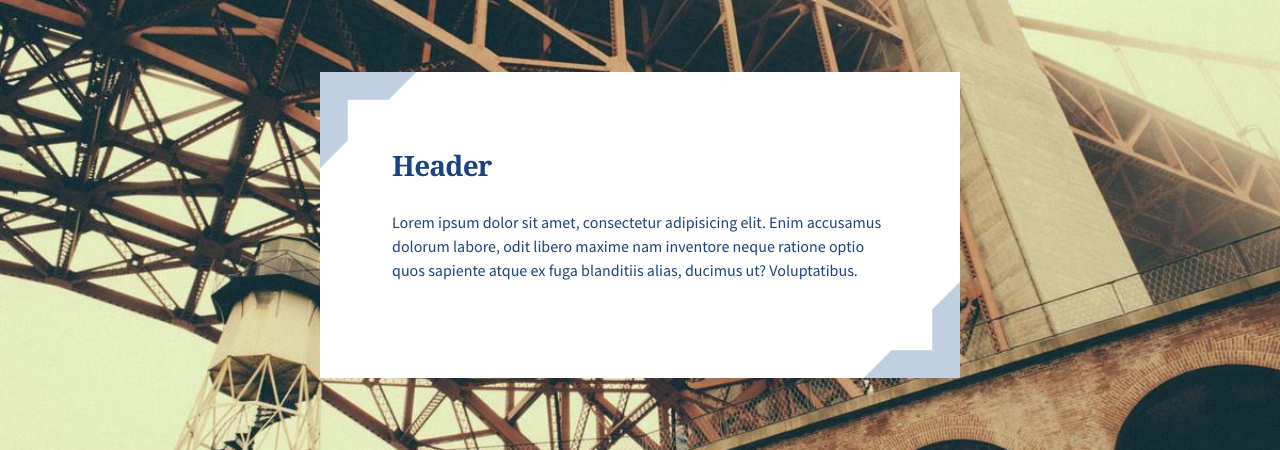 Header
Lorem ipsum dolor sit amet, consectetur adipisicing elit. Enim accusamus
dolorum labore, odit libero maxime nam inventore neque ratione optio
quos sapiente atque ex fuga blanditiis alias, ducimus ut? Voluptatibus.